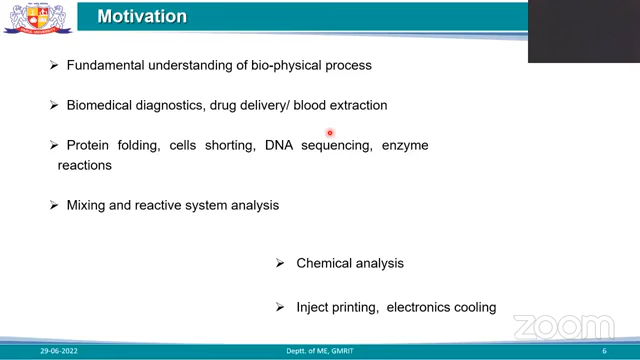 Motivation
Fundamental understanding of bio-physical process
Biomedical diagnostics, drug delivery/ blood extraction
Protein folding, cells shorting, DNA sequencing, enzyme
reactions
Mixing and reactive system analysis
Chemical analysis
Inject printing, electronics cooling
zoom
29-06-2022
Deptt. of ME, GMRIT
6